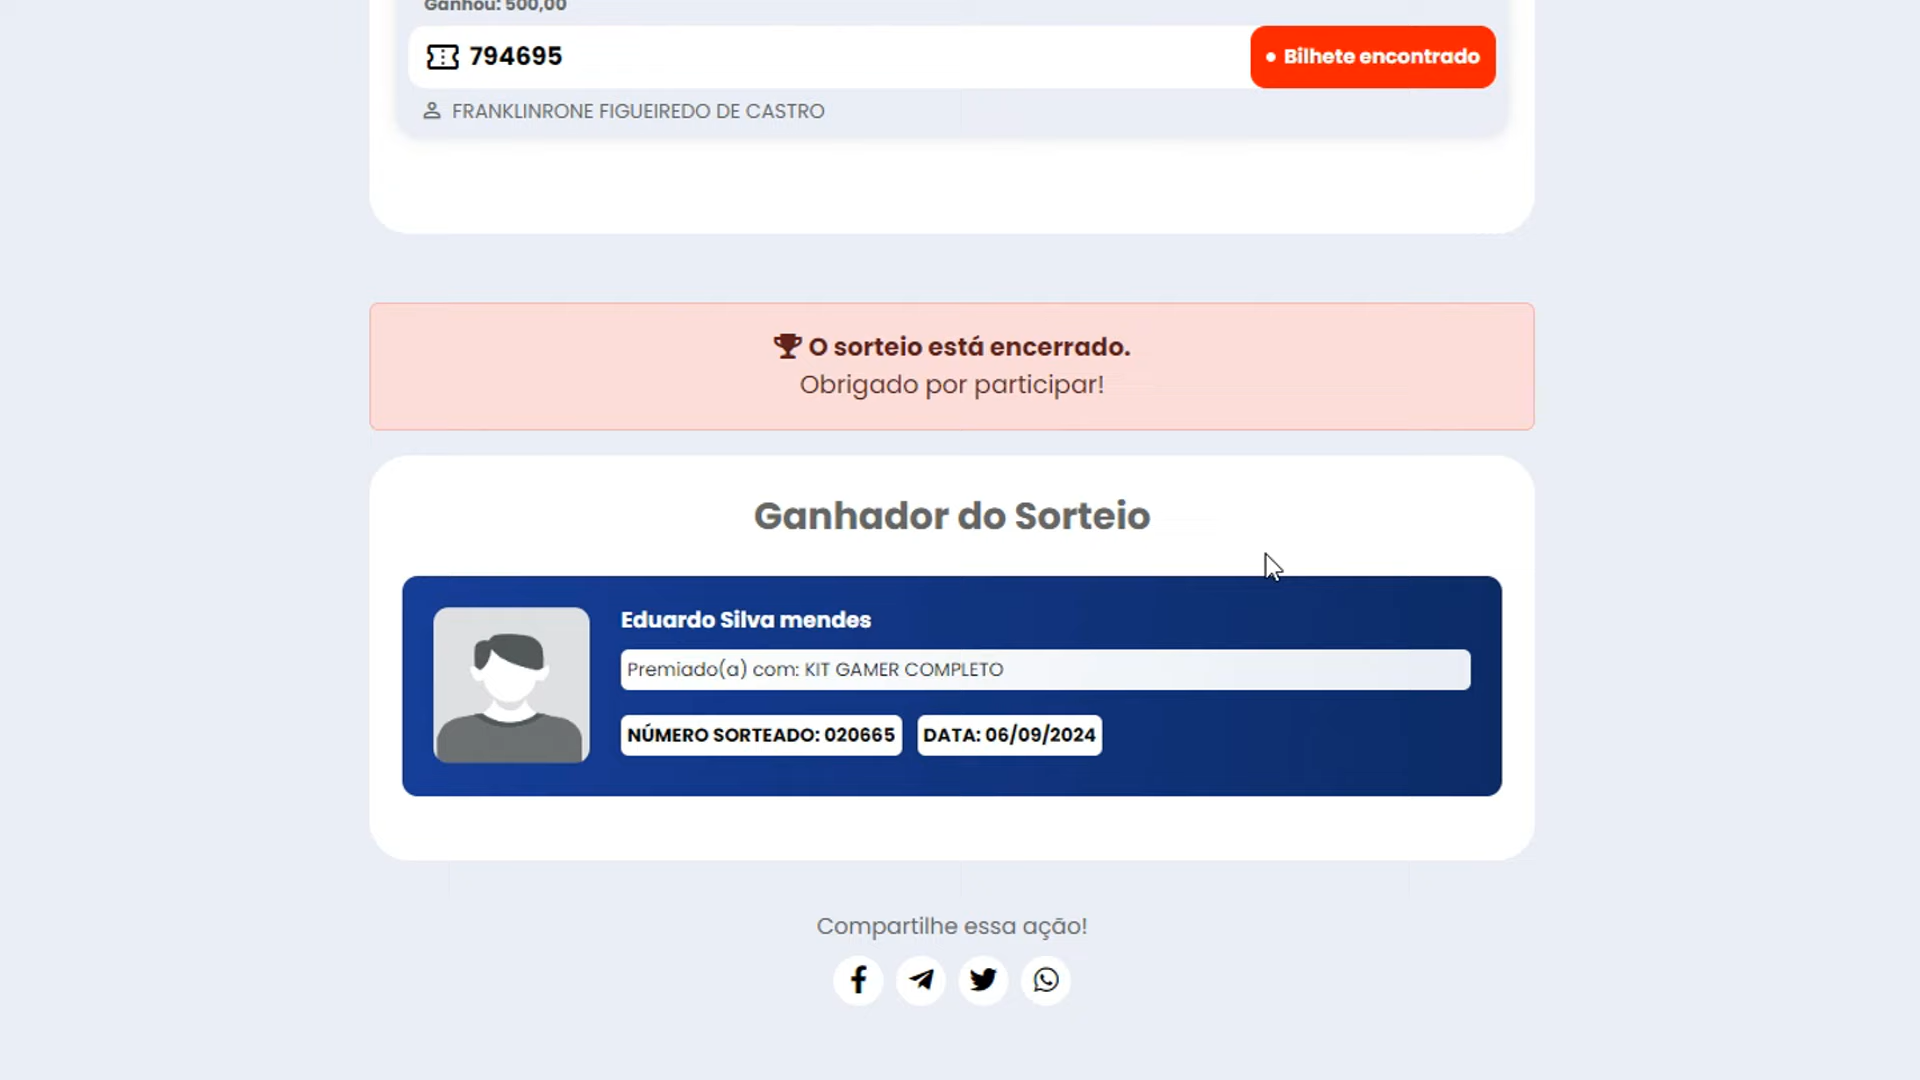 Ganhou: 500,00
794695
• Bilhete encontrado
FRANKLINRONE FIGUEIREDO DE CASTRO
O sorteio está encerrado.
Obrigado por participar!
Ganhador do Sorteio
Eduardo Silva mendes
Premiado(a) com: KIT GAMER COMPLETO
NÚMERO SORTEADO: 020665
DATA: 06/09/2024
Compartilhe essa ação!